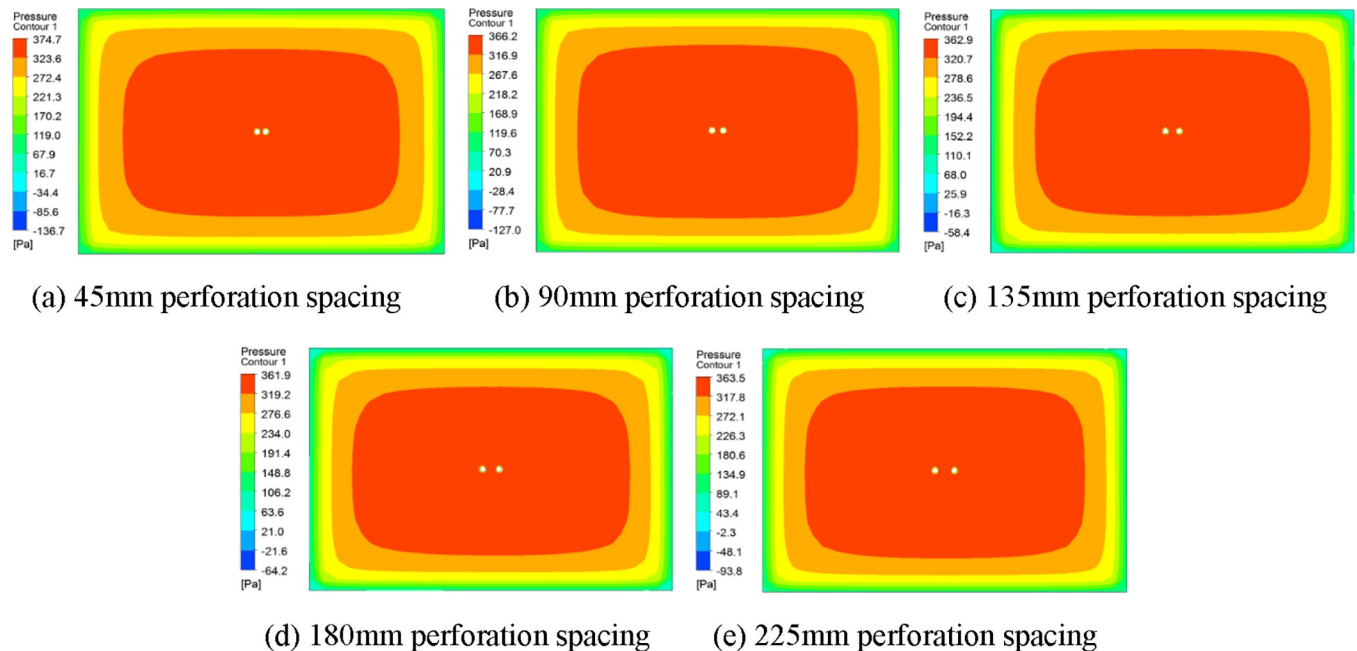 Pressure
Contour 1
374.7
323.6
272.4
221.3
170.2
119.0
67.9
16.7
-34.4
-85.6
-136.7
[Pa]
(a) 45mm perforation spacing
Pressure
Contour 1
366.2
316.9
267.6
218.2
168.9
119.6
70.3
20.9
-28.4
-77.7
-127.0
[Pa]
(b) 90mm perforation spacing
Pressure
Contour 1
362.9
320.7
278.6
236.5
194.4
152.2
110.1
68.0
25.9
-16.3
-58.4
[Pa]
(c) 135mm perforation spacing
Pressure
Contour 1
361.9
319.2
276.6
234.0
191.4
148.8
106.2
63.6
21.0
-21.6
-64.2
[Pa]
(d) 180mm perforation spacing
Pressure
Contour 1
363.5
317.8
272.1
226.3
180.6
134.9
89.1
43.4
-2.3
-48.1
-93.8
[Pa]
(e) 225mm perforation spacing